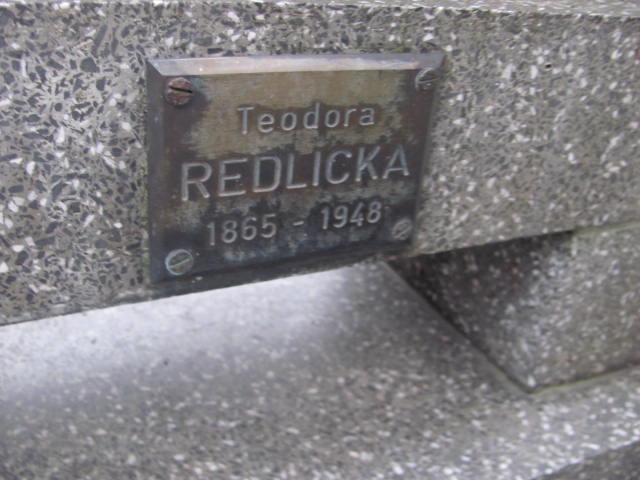 Teodora
REDLICKA
1865 - 1948